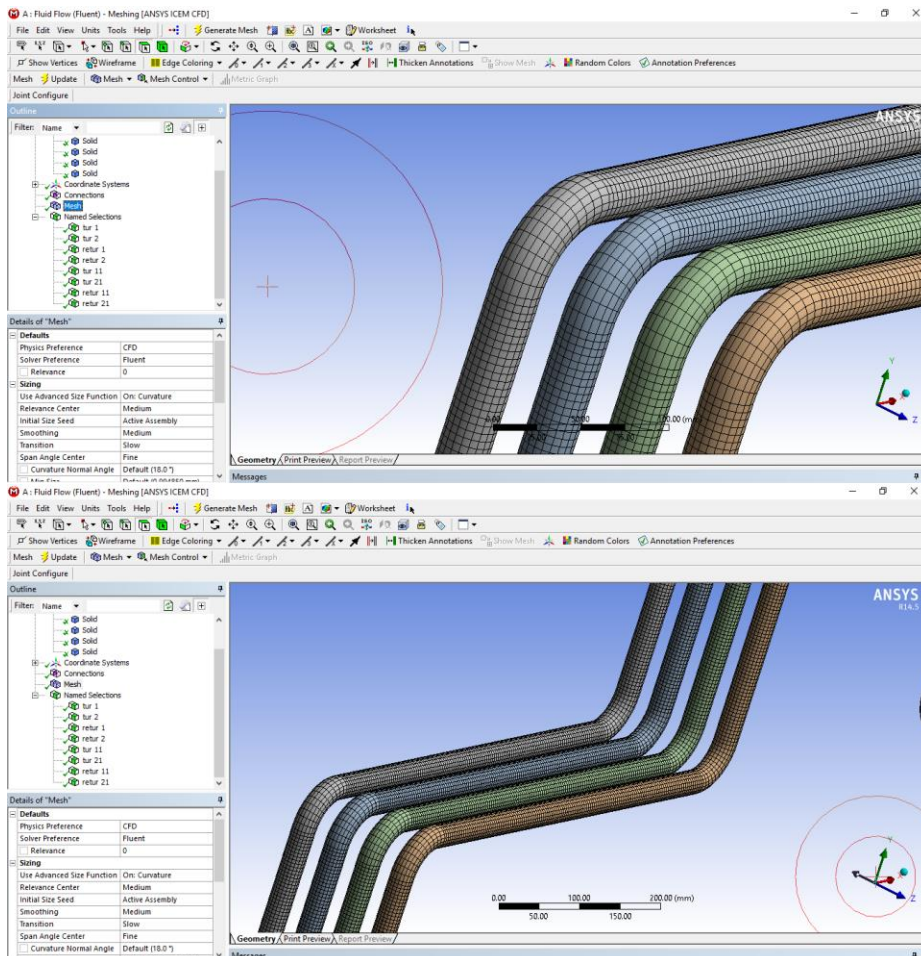 A : Fluid Flow (Fluent) - Meshing [ANSYS ICEM CFD]
File Edit View Units Tools Help Generate Mesh Worksheet
Show Vertices Wireframe Edge Coloring Thicken Annotations Show Mesh Random Colors Annotation Preferences
Mesh Update Mesh Mesh Control Metric Graph
Joint Configure
Outline
Filter: Name
Solid
Solid
Solid
Solid
Coordinate Systems
Connections
Mesh
Named Selections
tur 1
tur 2
retur 1
retur 2
tur 11
tur 21
retur 11
retur 21
Details of "Mesh"
Defaults
Physics Preference CFD
Solver Preference Fluent
Relevance 0
Sizing
Use Advanced Size Function On: Curvature
Relevance Center Medium
Initial Size Seed Active Assembly
Smoothing Medium
Transition Slow
Span Angle Center Fine
Curvature Normal Angle Default (18.0 °)
ANSYS
100.00 (mm)
Y
X
Z
Geometry Print Preview Report Preview
Messages
A : Fluid Flow (Fluent) - Meshing [ANSYS ICEM CFD]
File Edit View Units Tools Help Generate Mesh Worksheet
Show Vertices Wireframe Edge Coloring Thicken Annotations Show Mesh Random Colors Annotation Preferences
Mesh Update Mesh Mesh Control Metric Graph
Joint Configure
Outline
Filter: Name
Solid
Solid
Solid
Solid
Coordinate Systems
Connections
Mesh
Named Selections
tur 1
tur 2
retur 1
retur 2
tur 11
tur 21
retur 11
retur 21
Details of "Mesh"
Defaults
Physics Preference CFD
Solver Preference Fluent
Relevance 0
Sizing
Use Advanced Size Function On: Curvature
Relevance Center Medium
Initial Size Seed Active Assembly
Smoothing Medium
Transition Slow
Span Angle Center Fine
Curvature Normal Angle Default (18.0 °)
ANSYS
R14.5
0.00 100.00 200.00 (mm)
50.00 150.00
Y
X
Z
Geometry Print Preview Report Preview
Messages